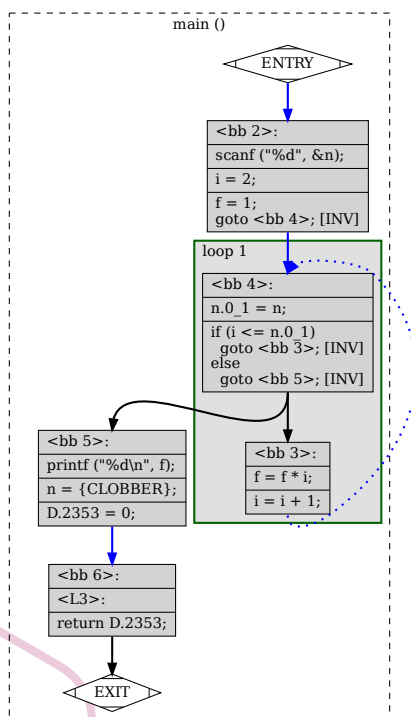 main ()
ENTRY
<bb 2>:
scanf ("%d", &n);
i = 2;
f = 1;
goto <bb 4>; [INV]
loop 1
<bb 4>:
n.0_1 = n;
if (i <= n.0_1)
goto <bb 3>; [INV]
else
goto <bb 5>; [INV]
<bb 5>:
printf ("%d\n", f);
n = {CLOBBER};
D.2353 = 0;
<bb 3>:
f = f * i;
i = i + 1;
<bb 6>:
<L3>:
return D.2353;
EXIT